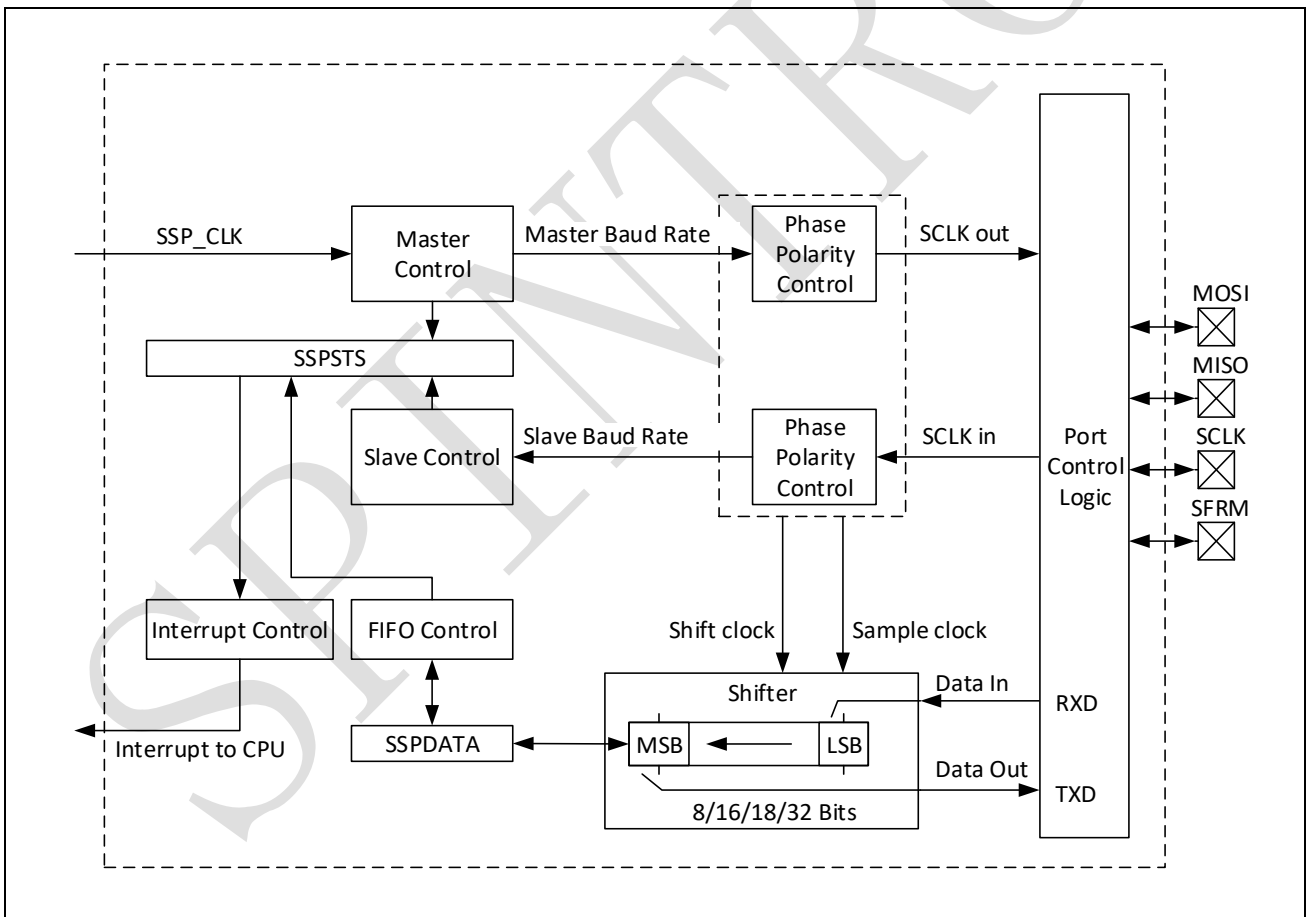 SSP_CLK
Master
Control
Master Baud Rate
Phase
Polarity
Control
SCLK out
MOSI
SSPSTS
MISO
Slave Control
Slave Baud Rate
Phase
Polarity
Control
SCLK in
Port
Control
Logic
SCLK
SFRM
Interrupt Control
FIFO Control
Shift clock
Sample clock
Shifter
Data In
RXD
Interrupt to CPU
SSPDATA
MSB
LSB
Data Out
TXD
8/16/18/32 Bits
SP INTRO